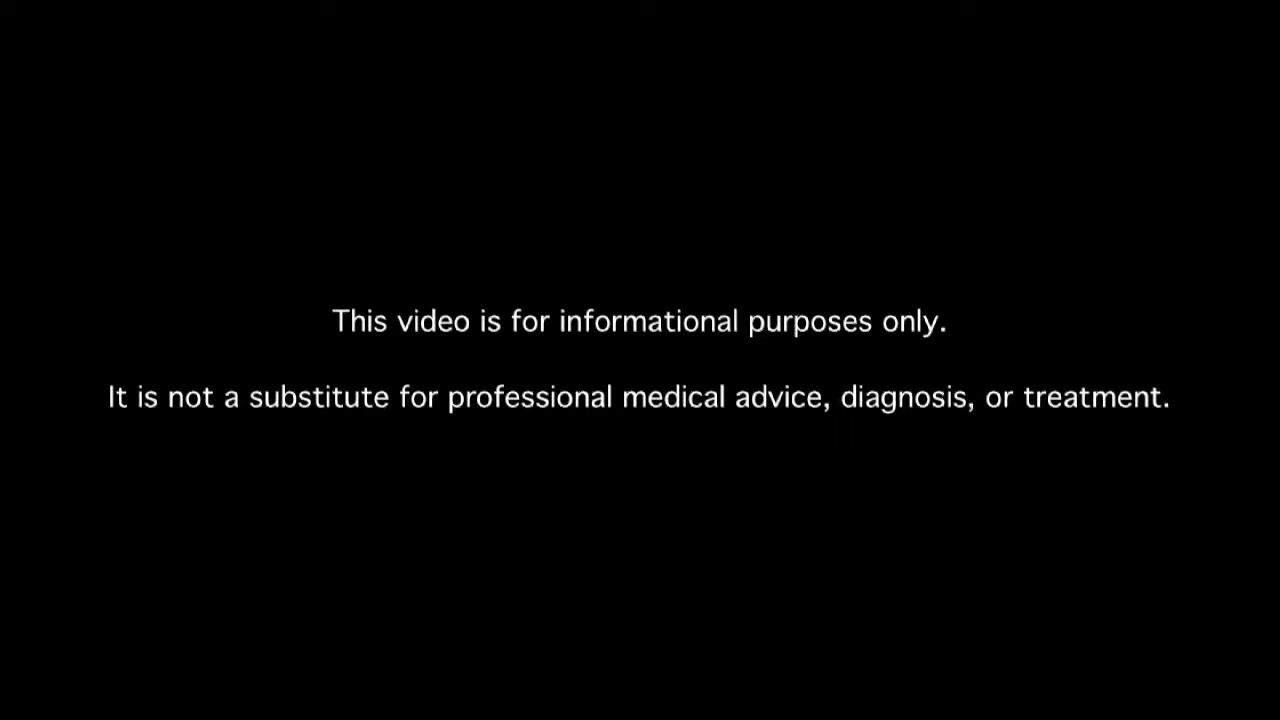 This video is for informational purposes only.
It is not a substitute for professional medical advice, diagnosis, or treatment.